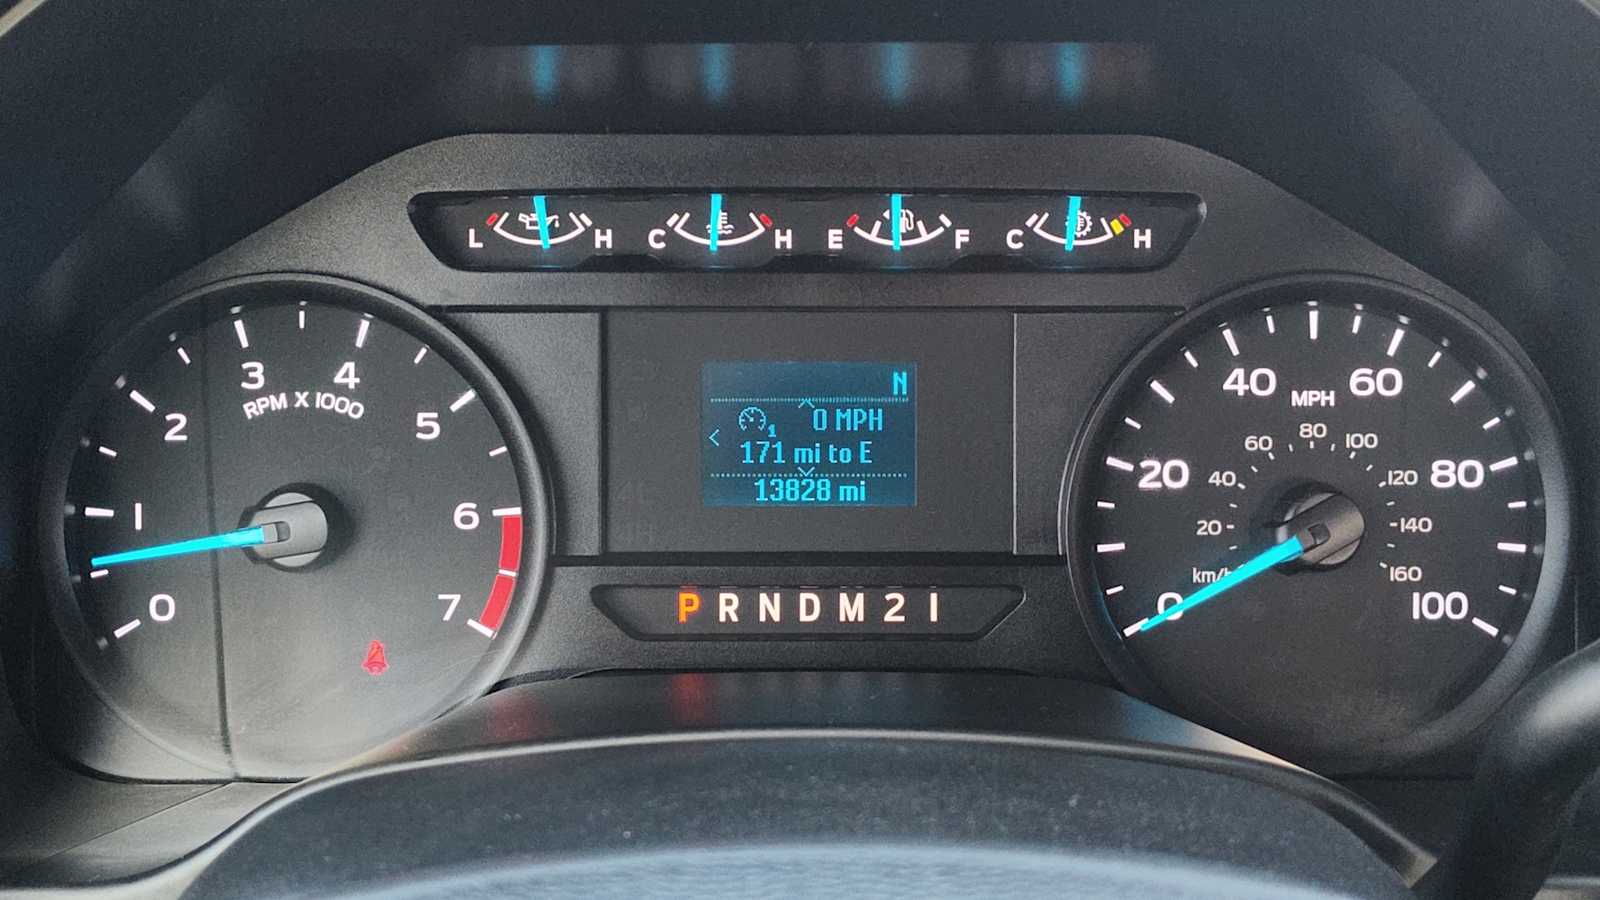 L H C H E F C H
3 4
RPM X 1000
2 5
1 6
0 7
N
0 MPH
1
171 mi to E
13828 mi
P R N D M 2 1
40 60
MPH
20 80
0 100
80
60 100
40 120
20 140
km/h 160